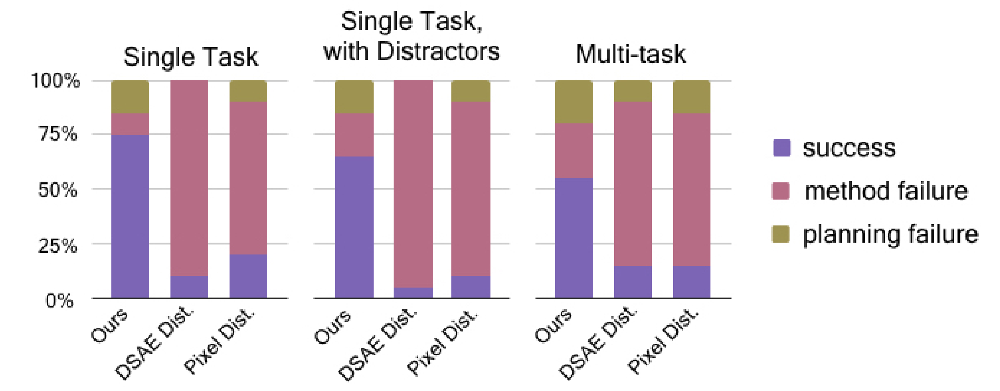 Single Task
Single Task,
with Distractors
Multi-task
100%
75%
50%
25%
0%
Ours
DSAE Dist.
Pixel Dist.
Ours
DSAE Dist.
Pixel Dist.
Ours
DSAE Dist.
Pixel Dist.
success
method failure
planning failure